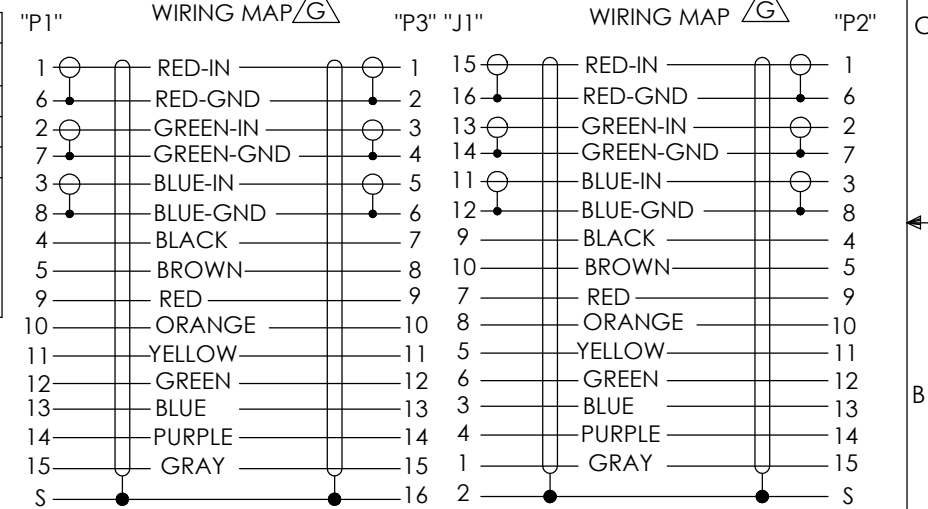 "P1" WIRING MAP G "P3" "J1" WIRING MAP G "P2"
C
1 RED-IN 1 15 RED-IN 1
6 RED-GND 2 16 RED-GND 6
2 GREEN-IN 3 13 GREEN-IN 2
7 GREEN-GND 4 14 GREEN-GND 7
3 BLUE-IN 5 11 BLUE-IN 3
8 BLUE-GND 6 12 BLUE-GND 8
4 BLACK 7 9 BLACK 4
5 BROWN 8 10 BROWN 5
9 RED 9 7 RED 9
10 ORANGE 10 8 ORANGE 10
11 YELLOW 11 5 YELLOW 11
12 GREEN 12 6 GREEN 12
B
13 BLUE 13 3 BLUE 13
14 PURPLE 14 4 PURPLE 14
15 GRAY 15 1 GRAY 15
S 16 2 S